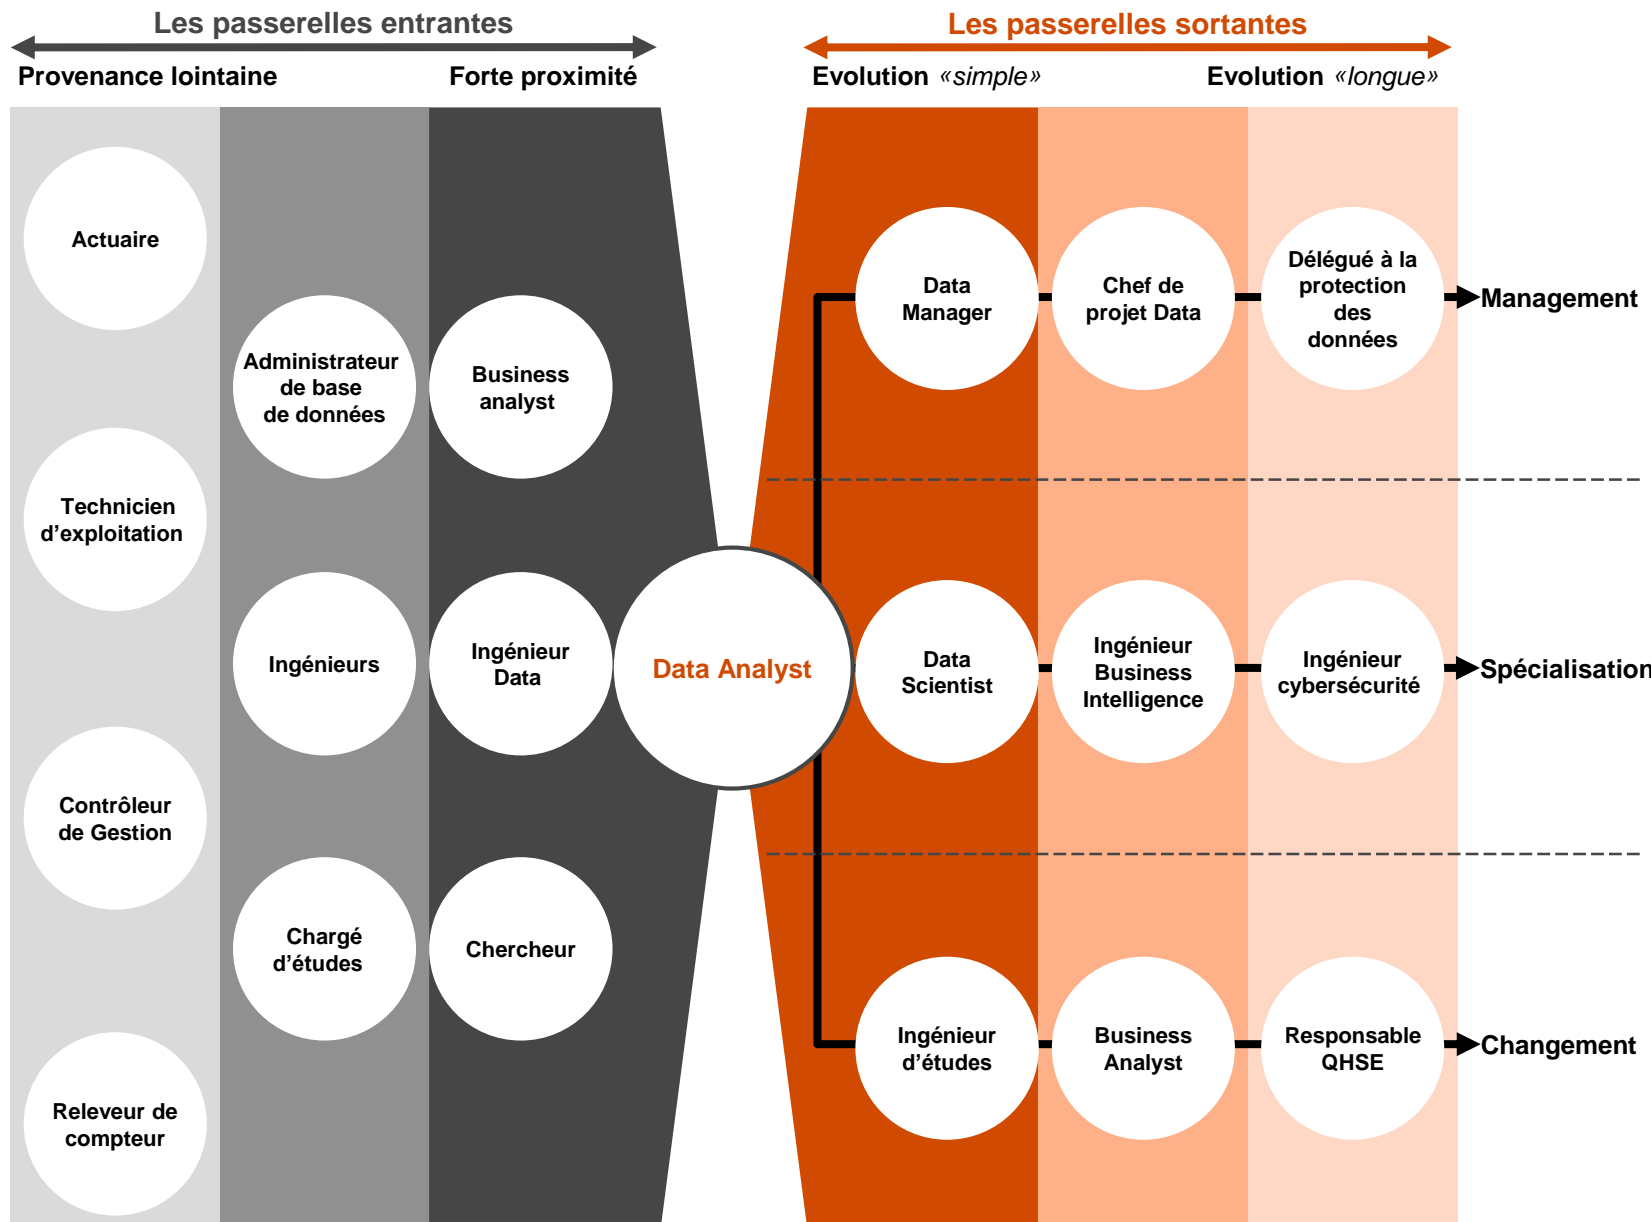 Les passerelles entrantes
Provenance lointaine
Forte proximité
Les passerelles sortantes
Evolution «simple»
Evolution «longue»
Actuaire
Technicien
d’exploitation
Contrôleur
de Gestion
Releveur de
compteur
Administrateur
de base
de données
Ingénieurs
Chargé
d’études
Business
analyst
Ingénieur
Data
Chercheur
Data Analyst
Data
Manager
Chef de
projet Data
Délégué à la
protection
des
données
Management
Data
Scientist
Ingénieur
Business
Intelligence
Ingénieur
cybersécurité
Spécialisation
Ingénieur
d’études
Business
Analyst
Responsable
QHSE
Changement